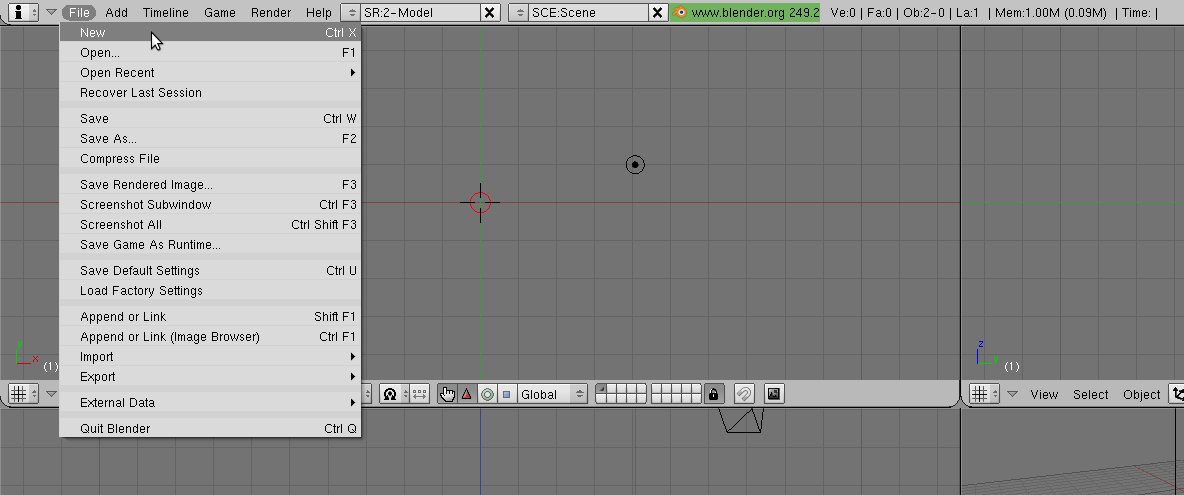 File Add Timeline Game Render Help SR:2-Model SCE:Scene www.blender.org 249.2 Ve:0 | Fa:0 | Ob:2-0 | La:1 | Mem:1.00M (0.09M) | Time: |
New Ctrl X
Open... F1
Open Recent
Recover Last Session
Save Ctrl W
Save As... F2
Compress File
Save Rendered Image... F3
Screenshot Subwindow Ctrl F3
Screenshot All Ctrl Shift F3
Save Game As Runtime...
Save Default Settings Ctrl U
Load Factory Settings
Append or Link Shift F1
Append or Link (Image Browser) Ctrl F1
Import
Export
External Data
Quit Blender Ctrl Q
y
x
(1)
z
y
(1)
Global
View Select Object